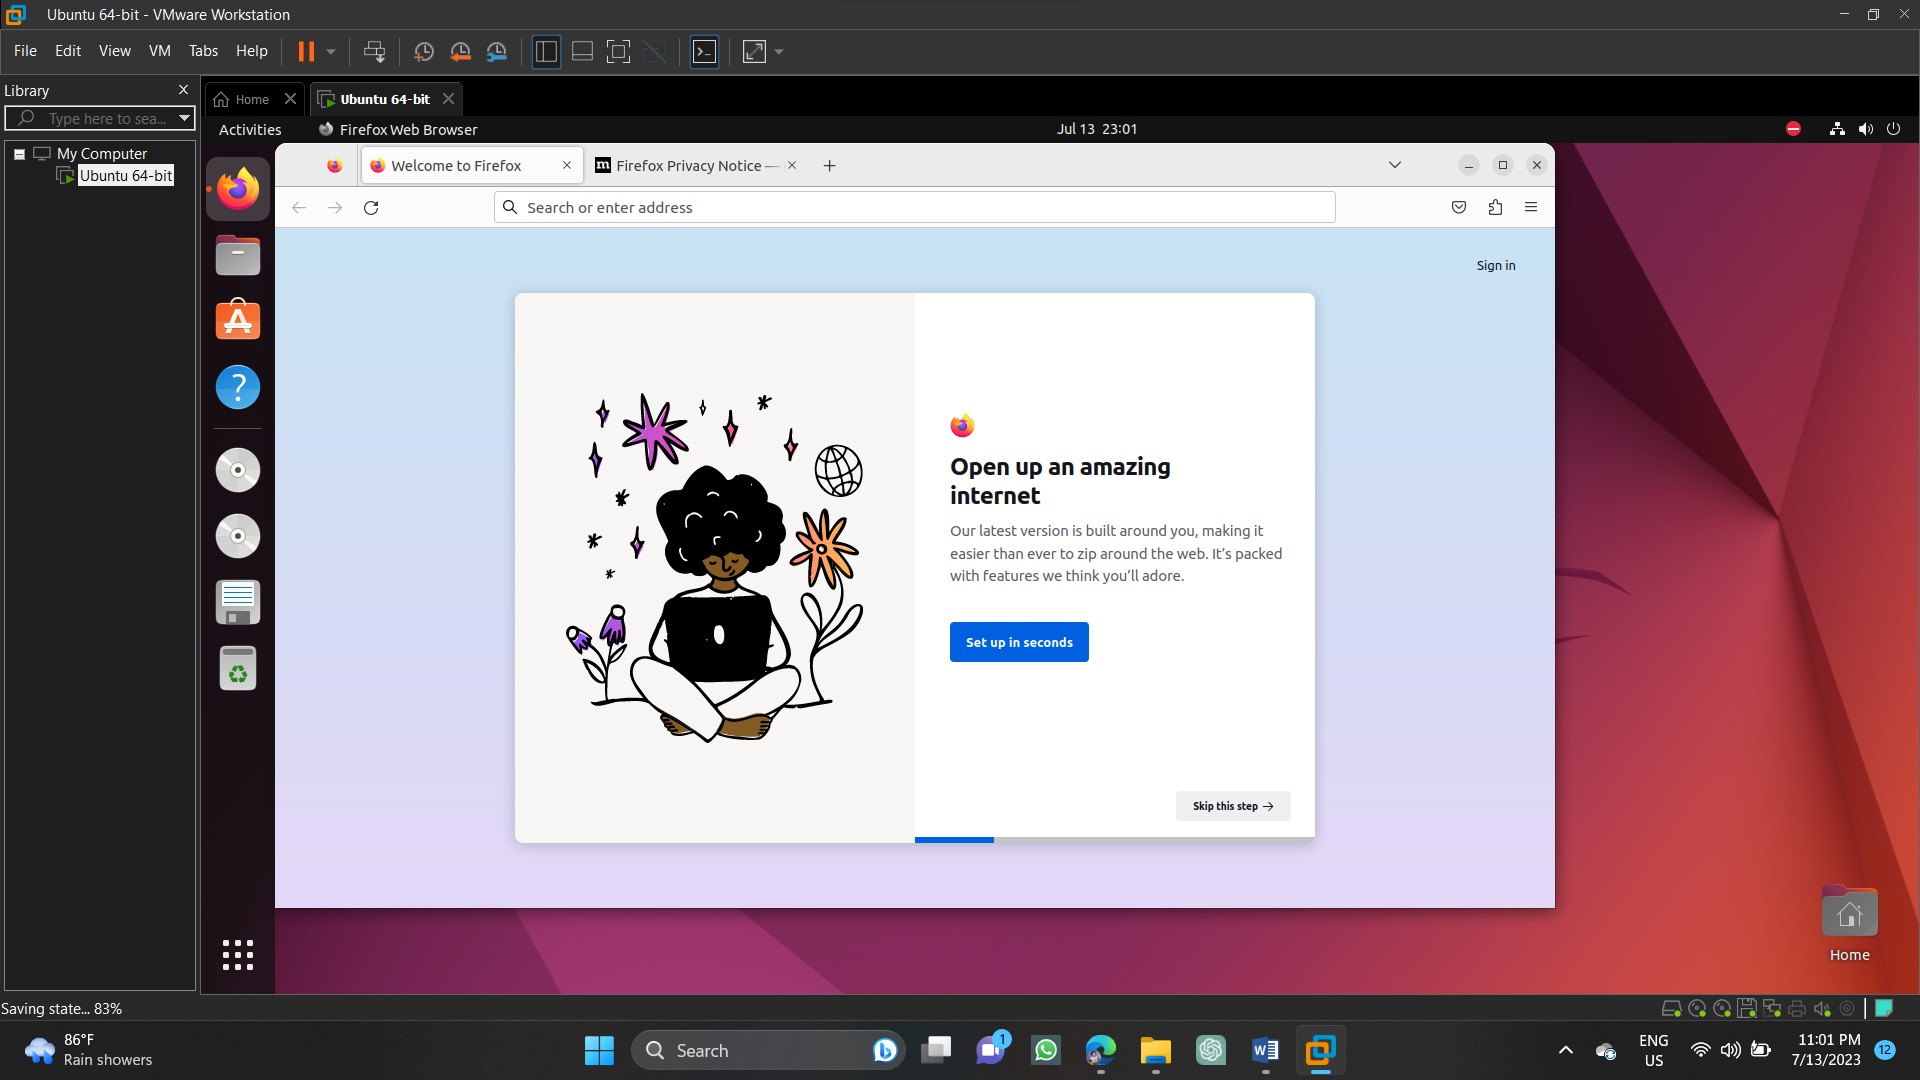 Ubuntu 64-bit - VMware Workstation
File Edit View VM Tabs Help
Library
Type here to sea...
My Computer
Ubuntu 64-bit
Home
Ubuntu 64-bit
Activities
Firefox Web Browser
Jul 13 23:01
Welcome to Firefox
m
Firefox Privacy Notice —
Search or enter address
Sign in
Open up an amazing
internet
Our latest version is built around you, making it
easier than ever to zip around the web. It’s packed
with features we think you’ll adore.
Set up in seconds
Skip this step →
Home
Saving state... 83%
86°F
Rain showers
Search
1
ENG
US
11:01 PM
7/13/2023
12